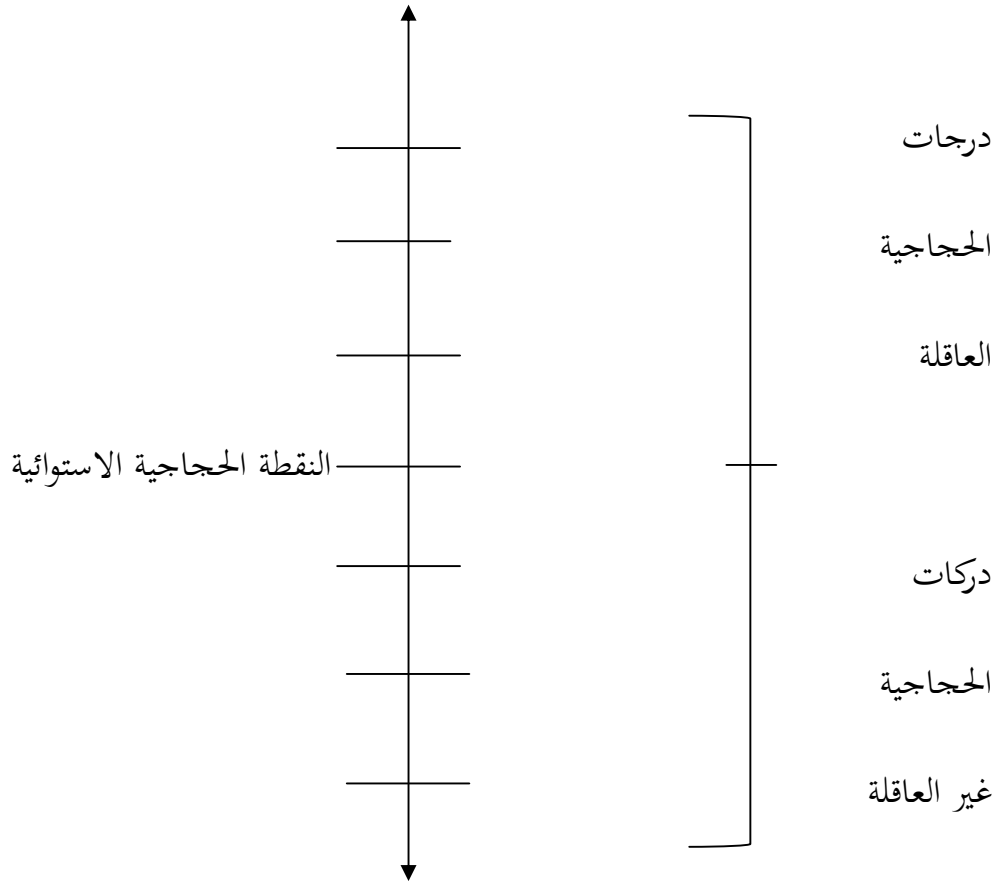 درجات
الحجاجية
العاقلة
النقطة الحجاجية الاستوائية
دركات
الحجاجية
غير العاقلة